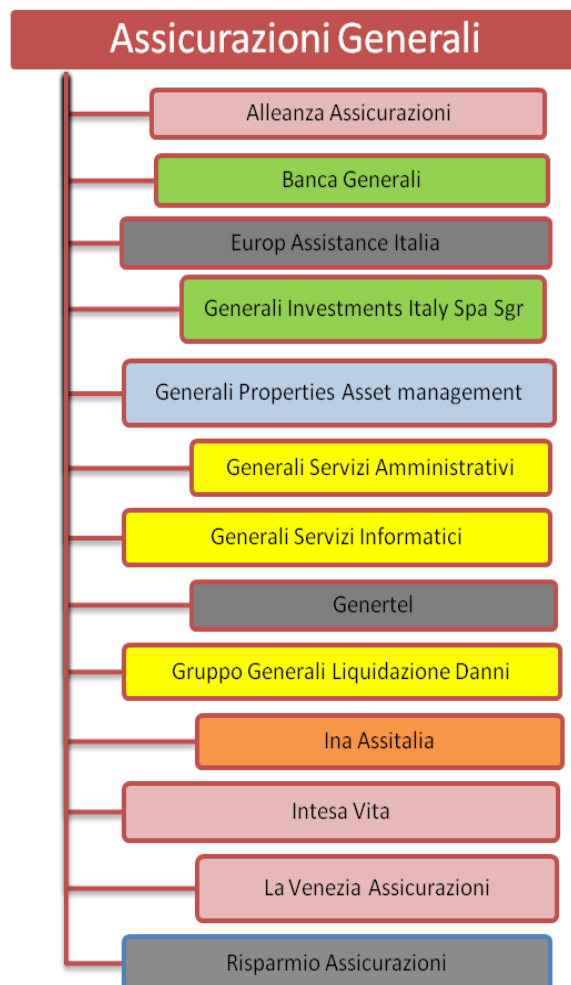 Assicurazioni Generali
Alleanza Assicurazioni
Banca Generali
Europ Assistance Italia
Generali Investments Italy Spa Sgr
Generali Properties Asset management
Generali Servizi Amministrativi
Generali Servizi Informatici
Genertel
Gruppo Generali Liquidazione Danni
Ina Assitalia
Intesa Vita
La Venezia Assicurazioni
Risparmio Assicurazioni